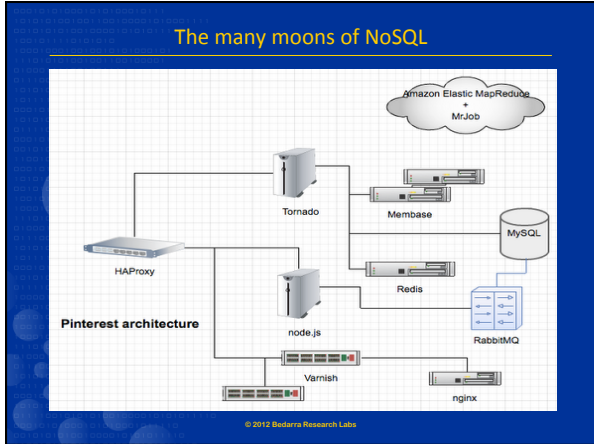 The many moons of NoSQL
Amazon Elastic MapReduce
+
MrJob
Tornado
Membase
MySQL
HAProxy
Redis
Pinterest architecture
node.js
RabbitMQ
Varnish
nginx
© 2012 Bedarra Research Labs